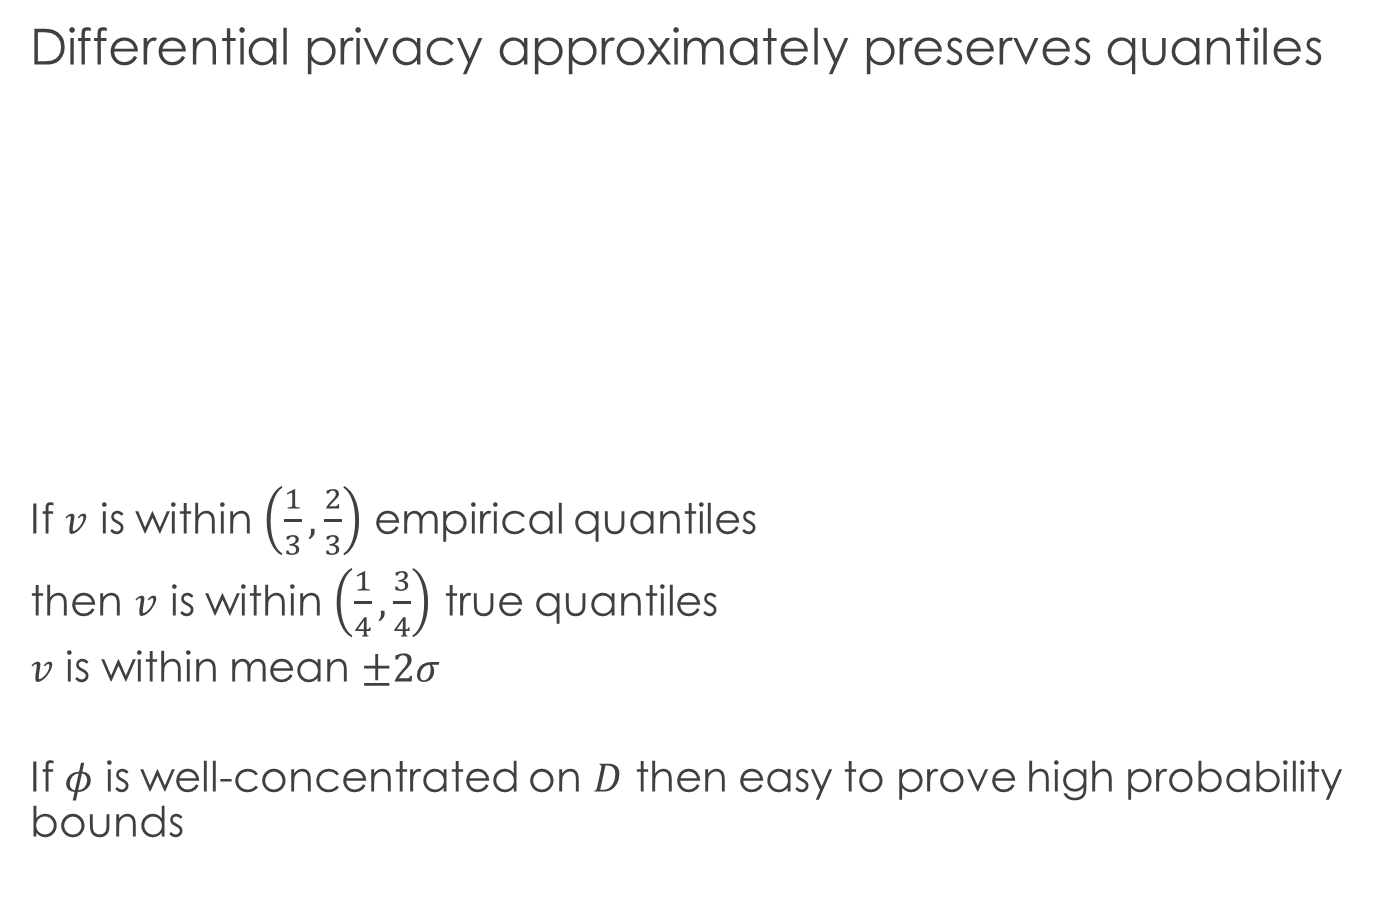 Differential privacy approximately preserves quantiles
If 𝑣 is within (1/3, 2/3) empirical quantiles
then 𝑣 is within (1/4, 3/4) true quantiles
𝑣 is within mean ±2𝜎
If 𝜙 is well-concentrated on 𝐷 then easy to prove high probability
bounds